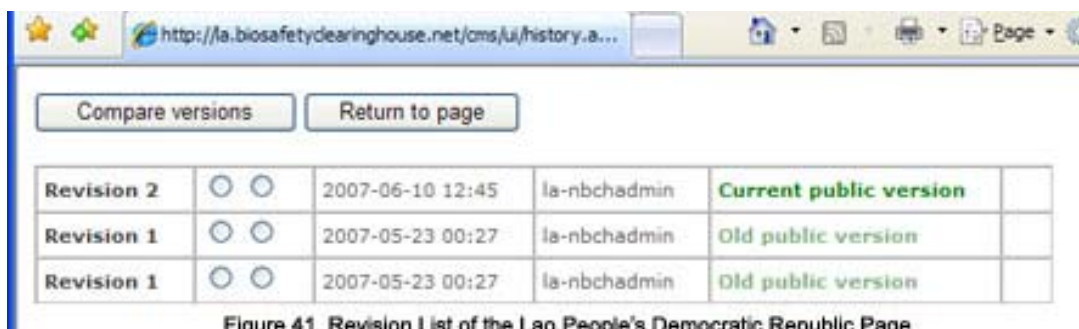 http://la.biosafetyclearinghouse.net/cms/ui/history.a... Page
Compare versions Return to page
Revision 2 2007-06-10 12:45 la-nbchadmin Current public version
Revision 1 2007-05-23 00:27 la-nbchadmin Old public version
Revision 1 2007-05-23 00:27 la-nbchadmin Old public version
Figure 41 Revision List of the Lao People's Democratic Republic Page